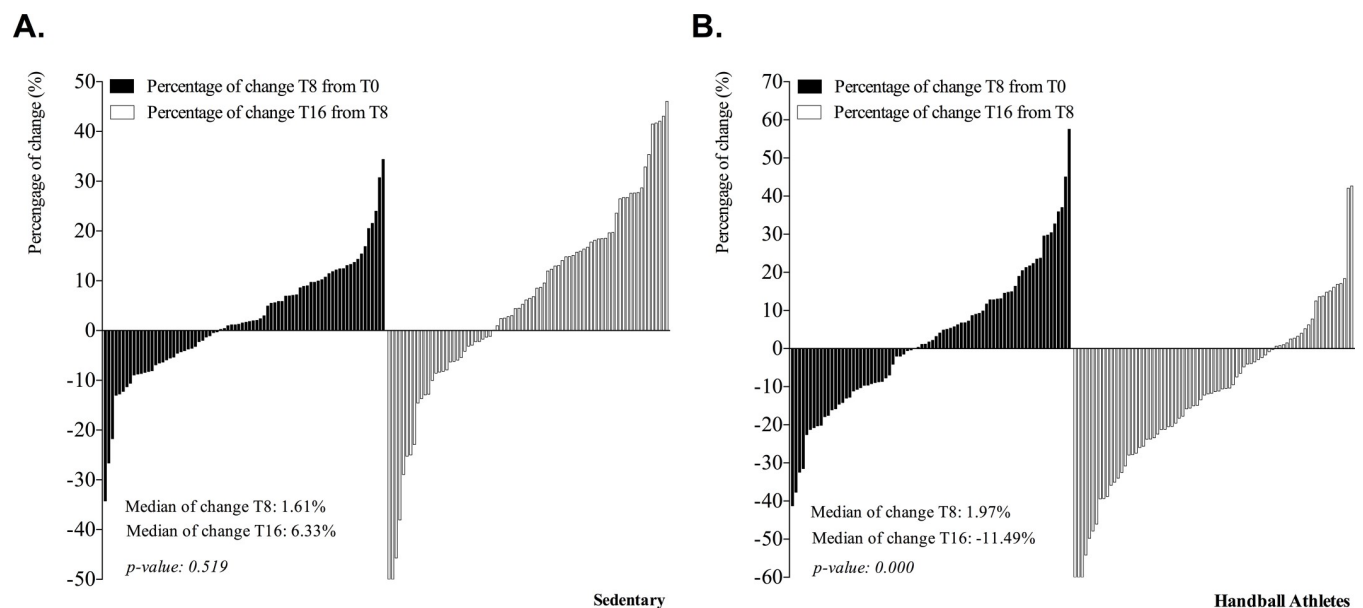 A.
Percengage of change (%)
50
40
30
20
10
0
-10
-20
-30
-40
-50
Percentage of change T8 from T0
Percentage of change T16 from T8
Median of change T8: 1.61%
Median of change T16: 6.33%
p-value: 0.519
Sedentary
B.
Percengage of change (%)
70
60
50
40
30
20
10
0
-10
-20
-30
-40
-50
-60
Percentage of change T8 from T0
Percentage of change T16 from T8
Median of change T8: 1.97%
Median of change T16: -11.49%
p-value: 0.000
Handball Athletes